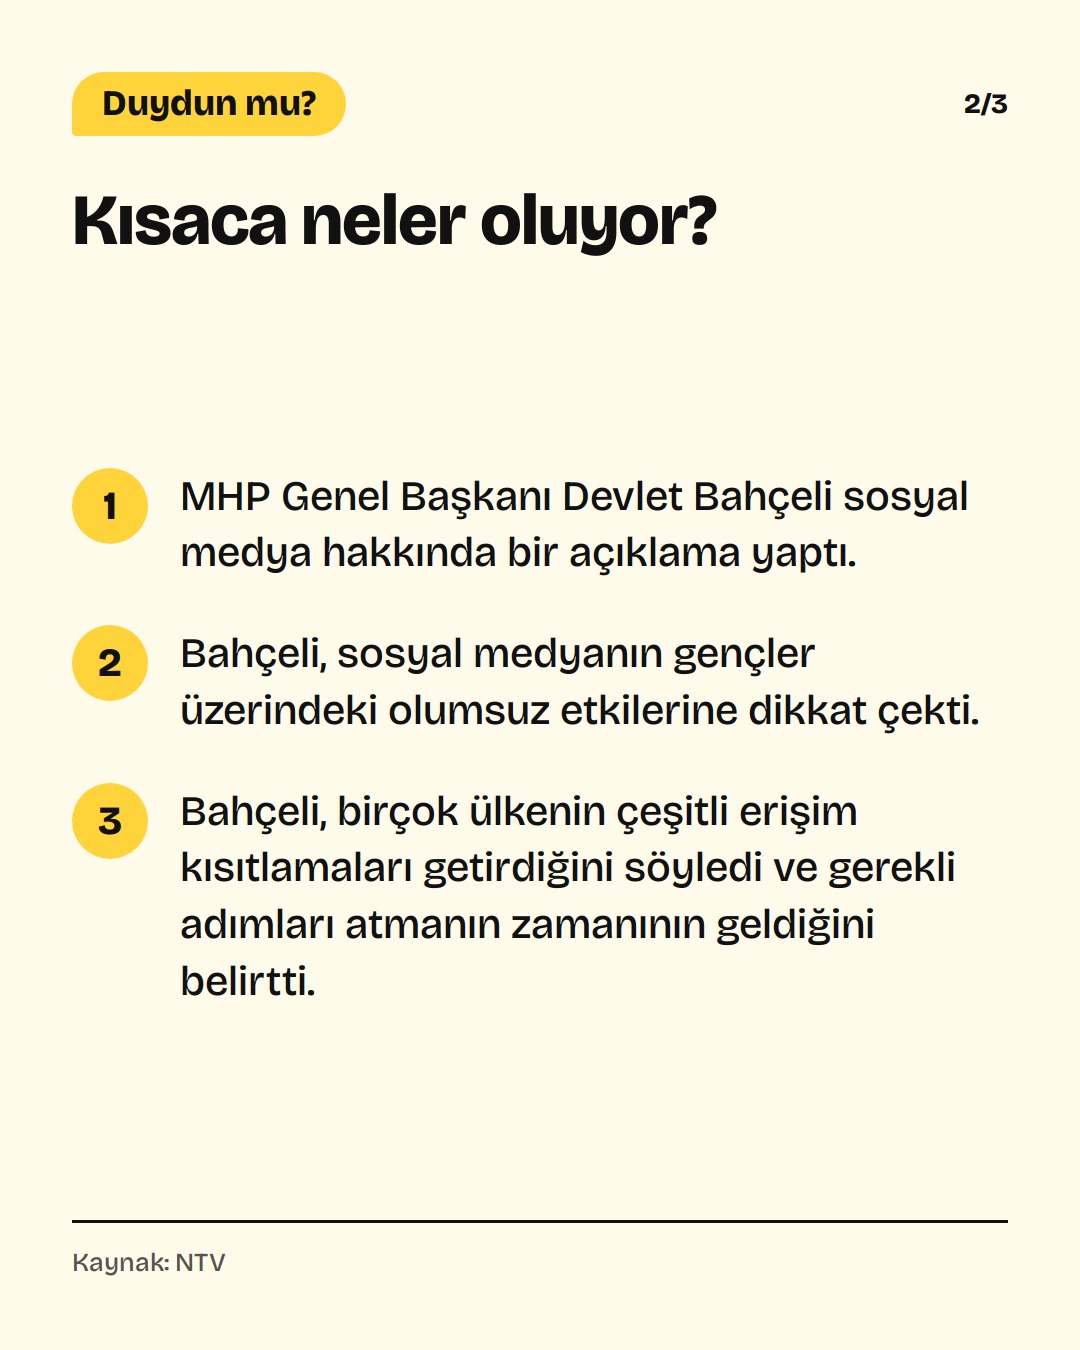 Duydun mu?
2/3
Kısaca neler oluyor?
1
MHP Genel Başkanı Devlet Bahçeli sosyal
medya hakkında bir açıklama yaptı.
2
Bahçeli, sosyal medyanın gençler
üzerindeki olumsuz etkilerine dikkat çekti.
3
Bahçeli, birçok ülkenin çeşitli erişim
kısıtlamaları getirdiğini söyledi ve gerekli
adımları atmanın zamanının geldiğini
belirtti.
Kaynak: NTV